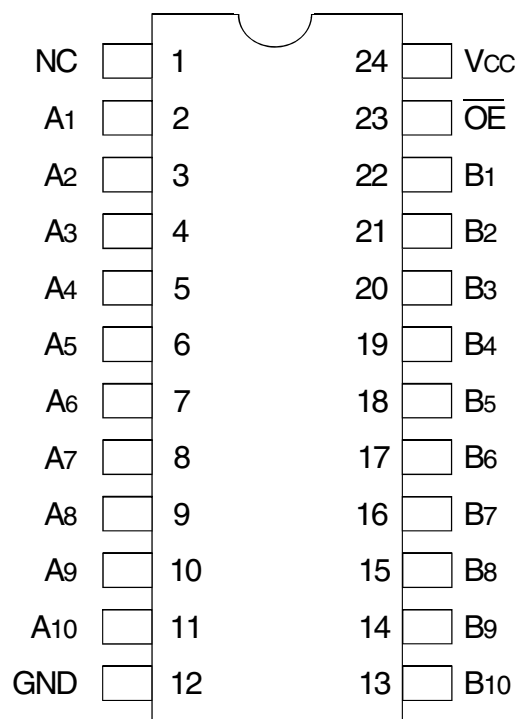 NC 1 24 VCC
A1 2 23 O̅E̅
A2 3 22 B1
A3 4 21 B2
A4 5 20 B3
A5 6 19 B4
A6 7 18 B5
A7 8 17 B6
A8 9 16 B7
A9 10 15 B8
A10 11 14 B9
GND 12 13 B10